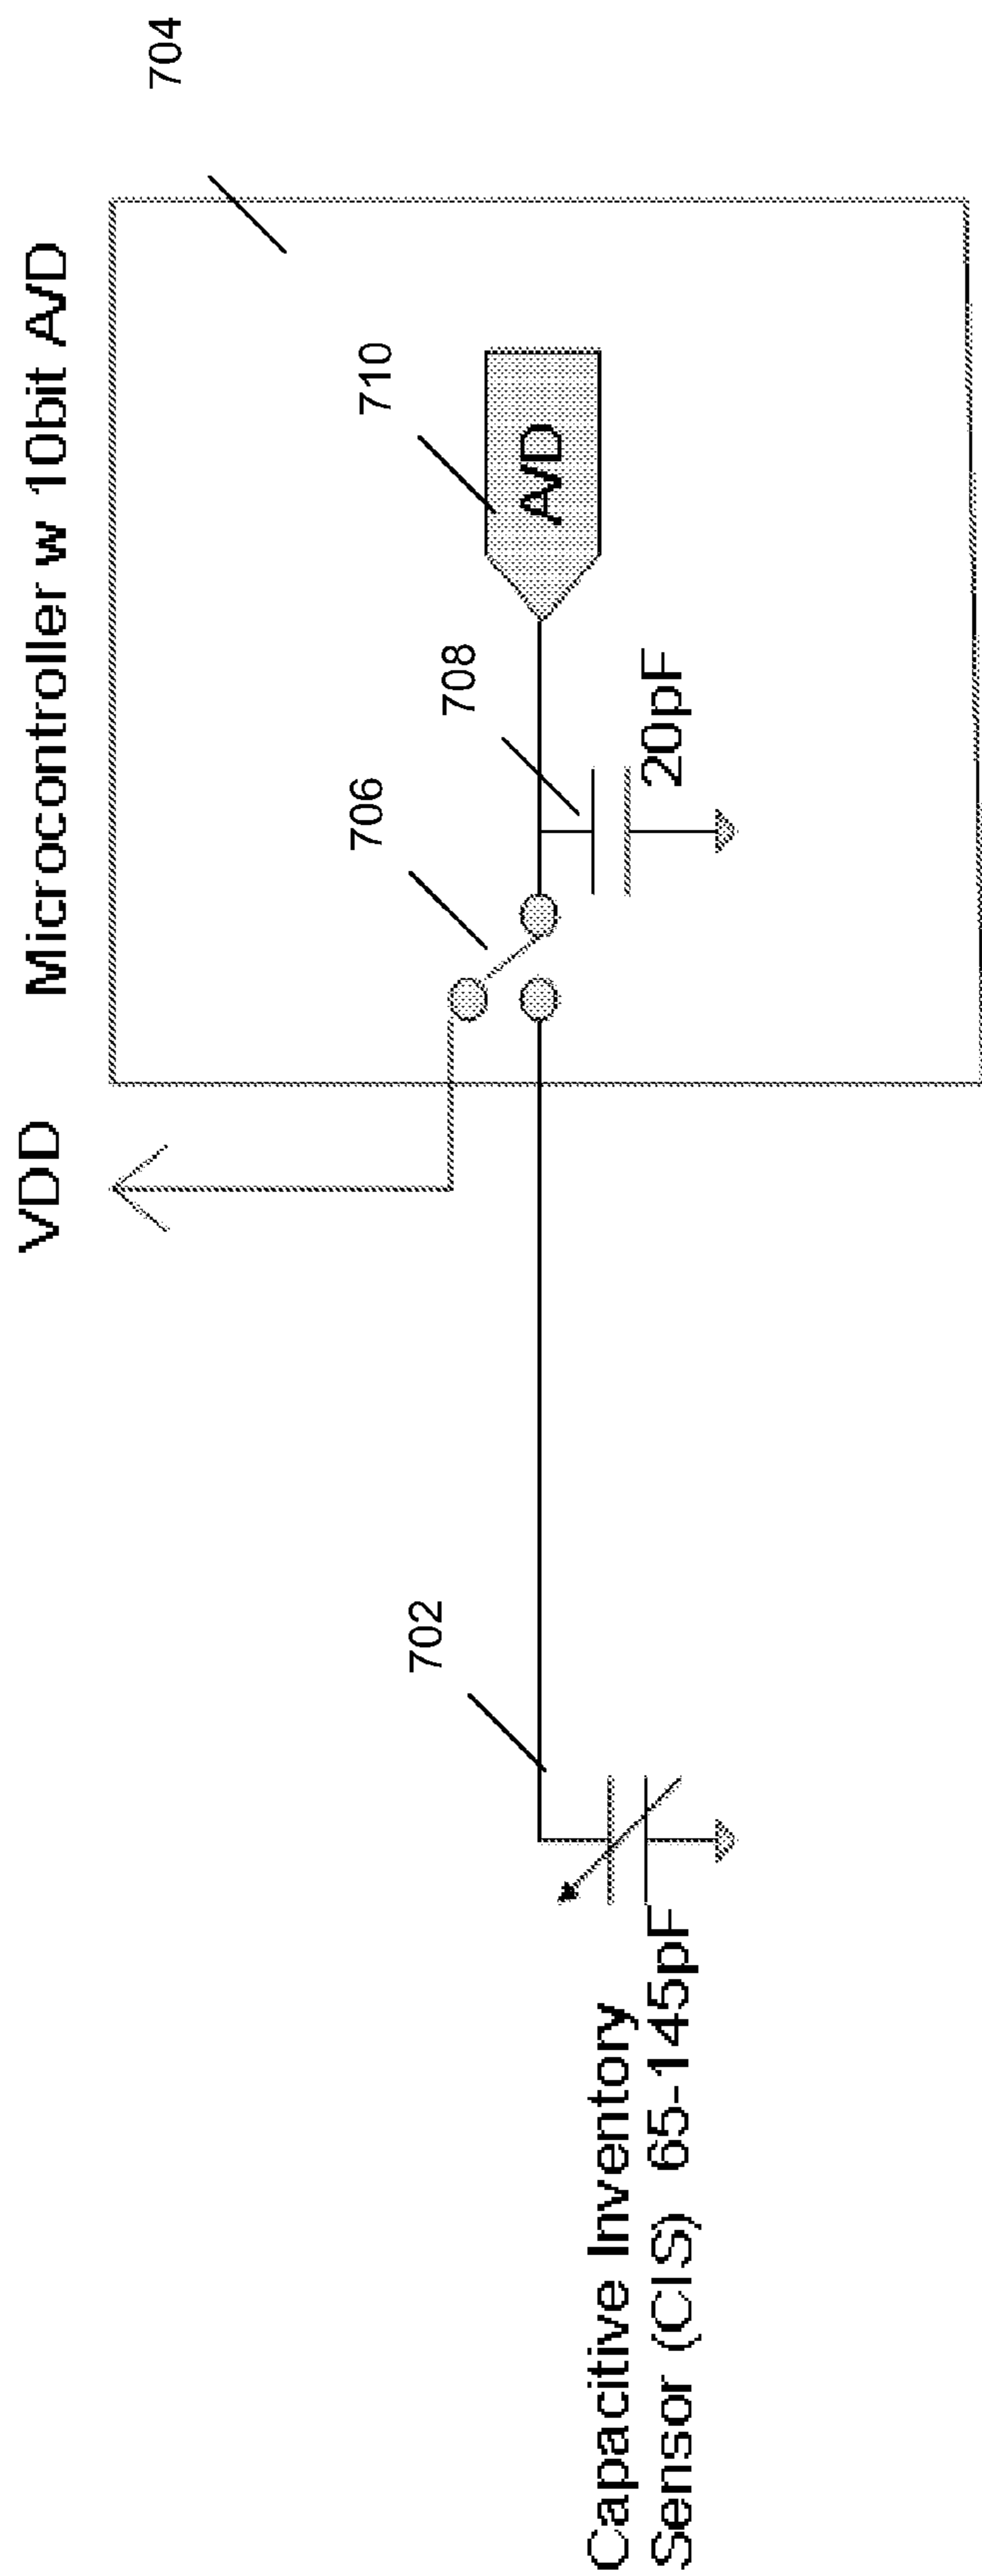 VDD
Microcontroller w 10bit A/D
704
706
708
710
A/D
20pF
702
Capacitive Inventory
Sensor (CIS) 65-145pF